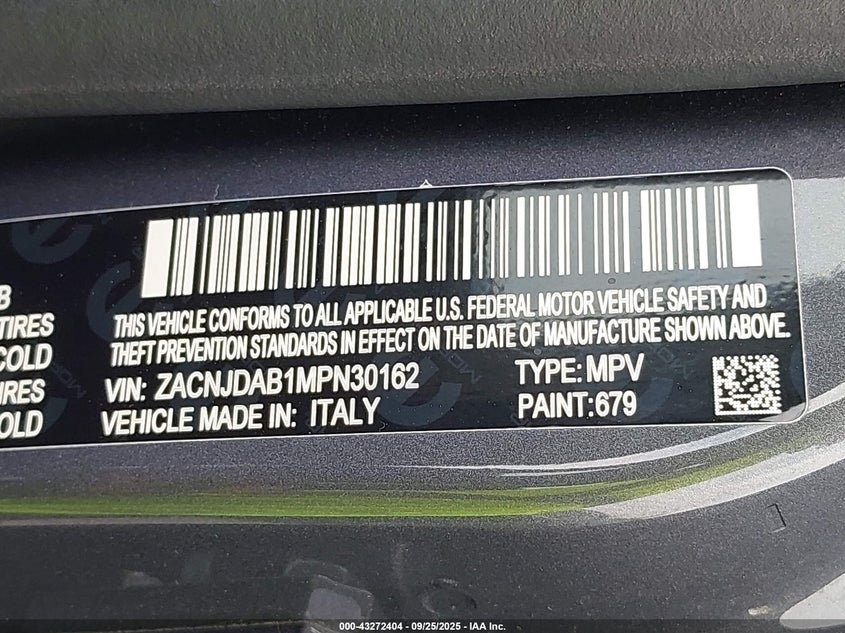 B
TIRES
COLD
RES
OLD
THIS VEHICLE CONFORMS TO ALL APPLICABLE U.S. FEDERAL MOTOR VEHICLE SAFETY AND
THEFT PREVENTION STANDARDS IN EFFECT ON THE DATE OF MANUFACTURE SHOWN ABOVE.
VIN: ZACNJDAB1MPN30162
TYPE: MPV
VEHICLE MADE IN: ITALY
PAINT:679
000-43272404 - 09/25/2025 - IAA Inc.